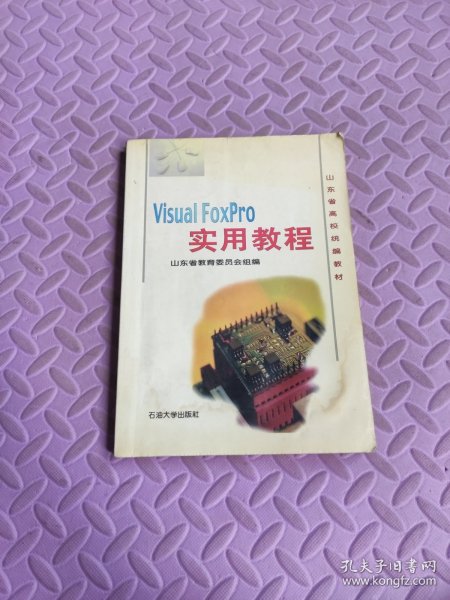 Visual FoxPro
实用教程
山东省教育委员会组编
山东省高校统编教材
石油大学出版社
孔夫子旧书网
www.kongfz.com